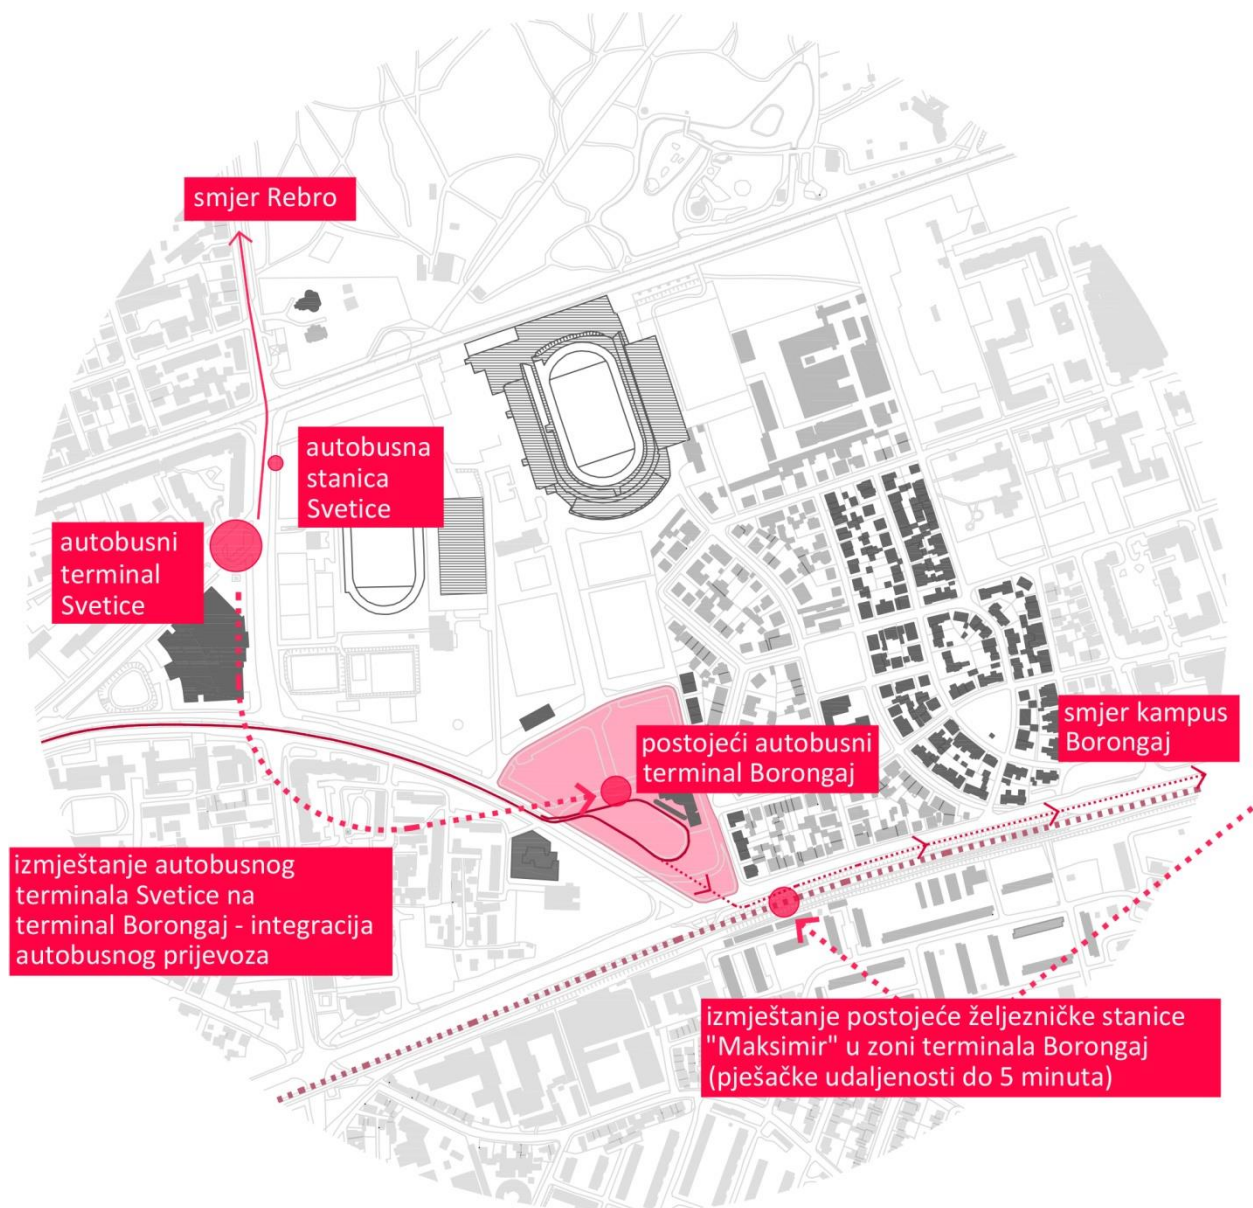 smjer Rebro
autobusna
stanica
Svetice
autobusni
terminal
Svetice
smjer kampus
Borongaj
postojeći autobusni
terminal Borongaj
izmještanje autobusnog
terminala Svetice na
terminal Borongaj - integracija
autobusnog prijevoza
izmještanje postojeće željezničke stanice
"Maksimir" u zoni terminala Borongaj
(pješačke udaljenosti do 5 minuta)